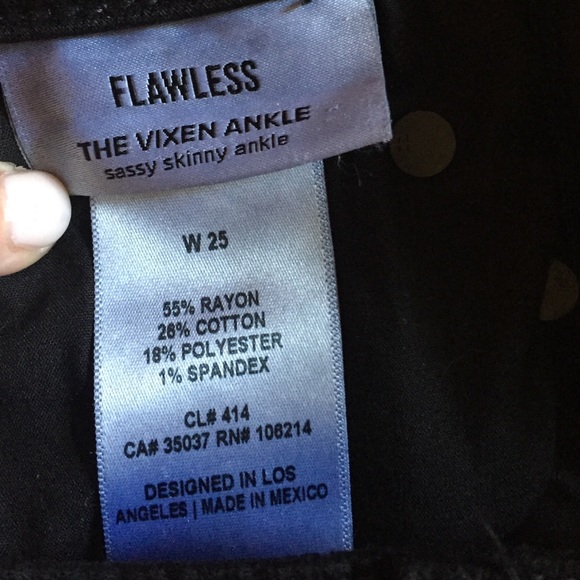 FLAWLESS
THE VIXEN ANKLE
sassy skinny ankle
W 25
55% RAYON
26% COTTON
18% POLYESTER
1% SPANDEX
CL# 414
CA# 35037 RN# 106214
DESIGNED IN LOS
ANGELES | MADE IN MEXICO